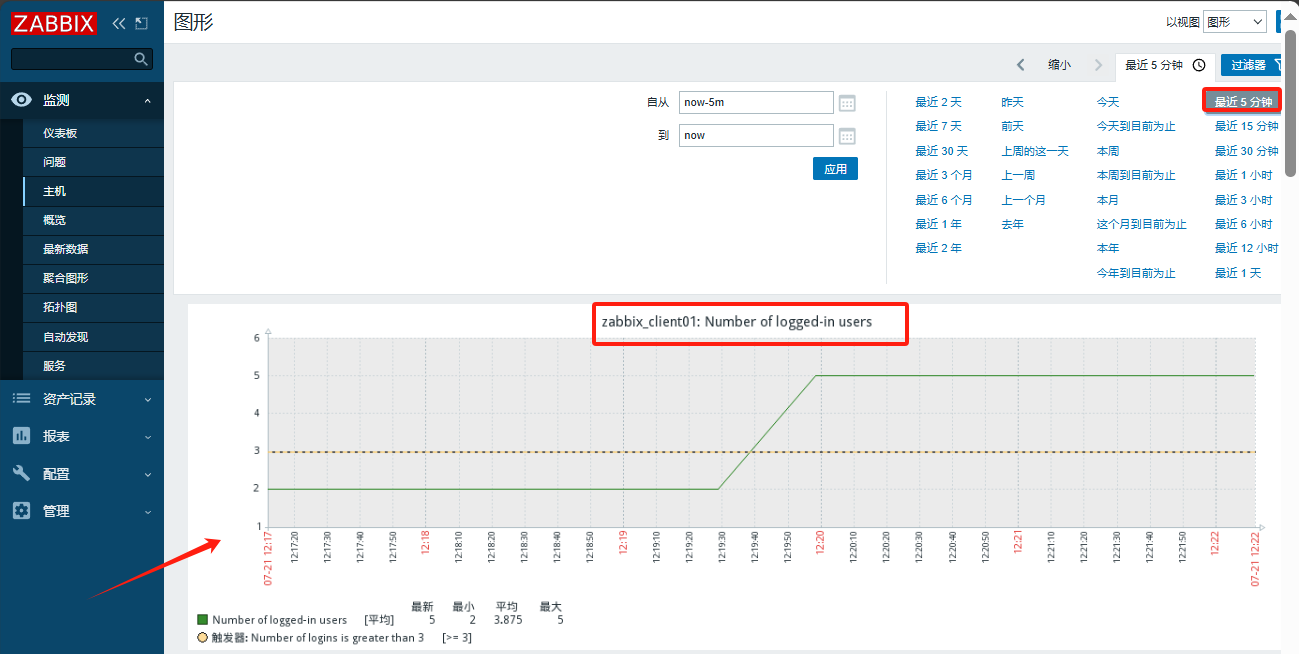 ZABBIX
图形
以视图 图形
缩小
最近 5 分钟
过滤器
监测
仪表板
问题
主机
概览
最新数据
聚合图形
拓扑图
自动发现
服务
资产记录
报表
配置
管理
自从 now-5m
到 now
应用
最近 2 天 昨天 今天 最近 5 分钟
最近 7 天 前天 今天到目前为止 最近 15 分钟
最近 30 天 上周的这一天 本周 最近 30 分钟
最近 3 个月 上一周 本周到目前为止 最近 1 小时
最近 6 个月 上一个月 本月 最近 3 小时
最近 1 年 去年 这个月到目前为止 最近 6 小时
最近 2 年 本年 最近 12 小时
今年到目前为止 最近 1 天
zabbix_client01: Number of logged-in users
6
5
4
3
2
1
07-21 12:17
12:17:20
12:17:30
12:17:40
12:17:50
12:18
12:18:10
12:18:20
12:18:30
12:18:40
12:18:50
12:19
12:19:10
12:19:20
12:19:30
12:19:40
12:19:50
12:20
12:20:10
12:20:20
12:20:30
12:20:40
12:20:50
12:21
12:21:10
12:21:20
12:21:30
12:21:40
12:21:50
12:22
07-21 12:22
最新 最小 平均 最大
Number of logged-in users [平均] 5 2 3.875 5
触发器: Number of logins is greater than 3 [>= 3]